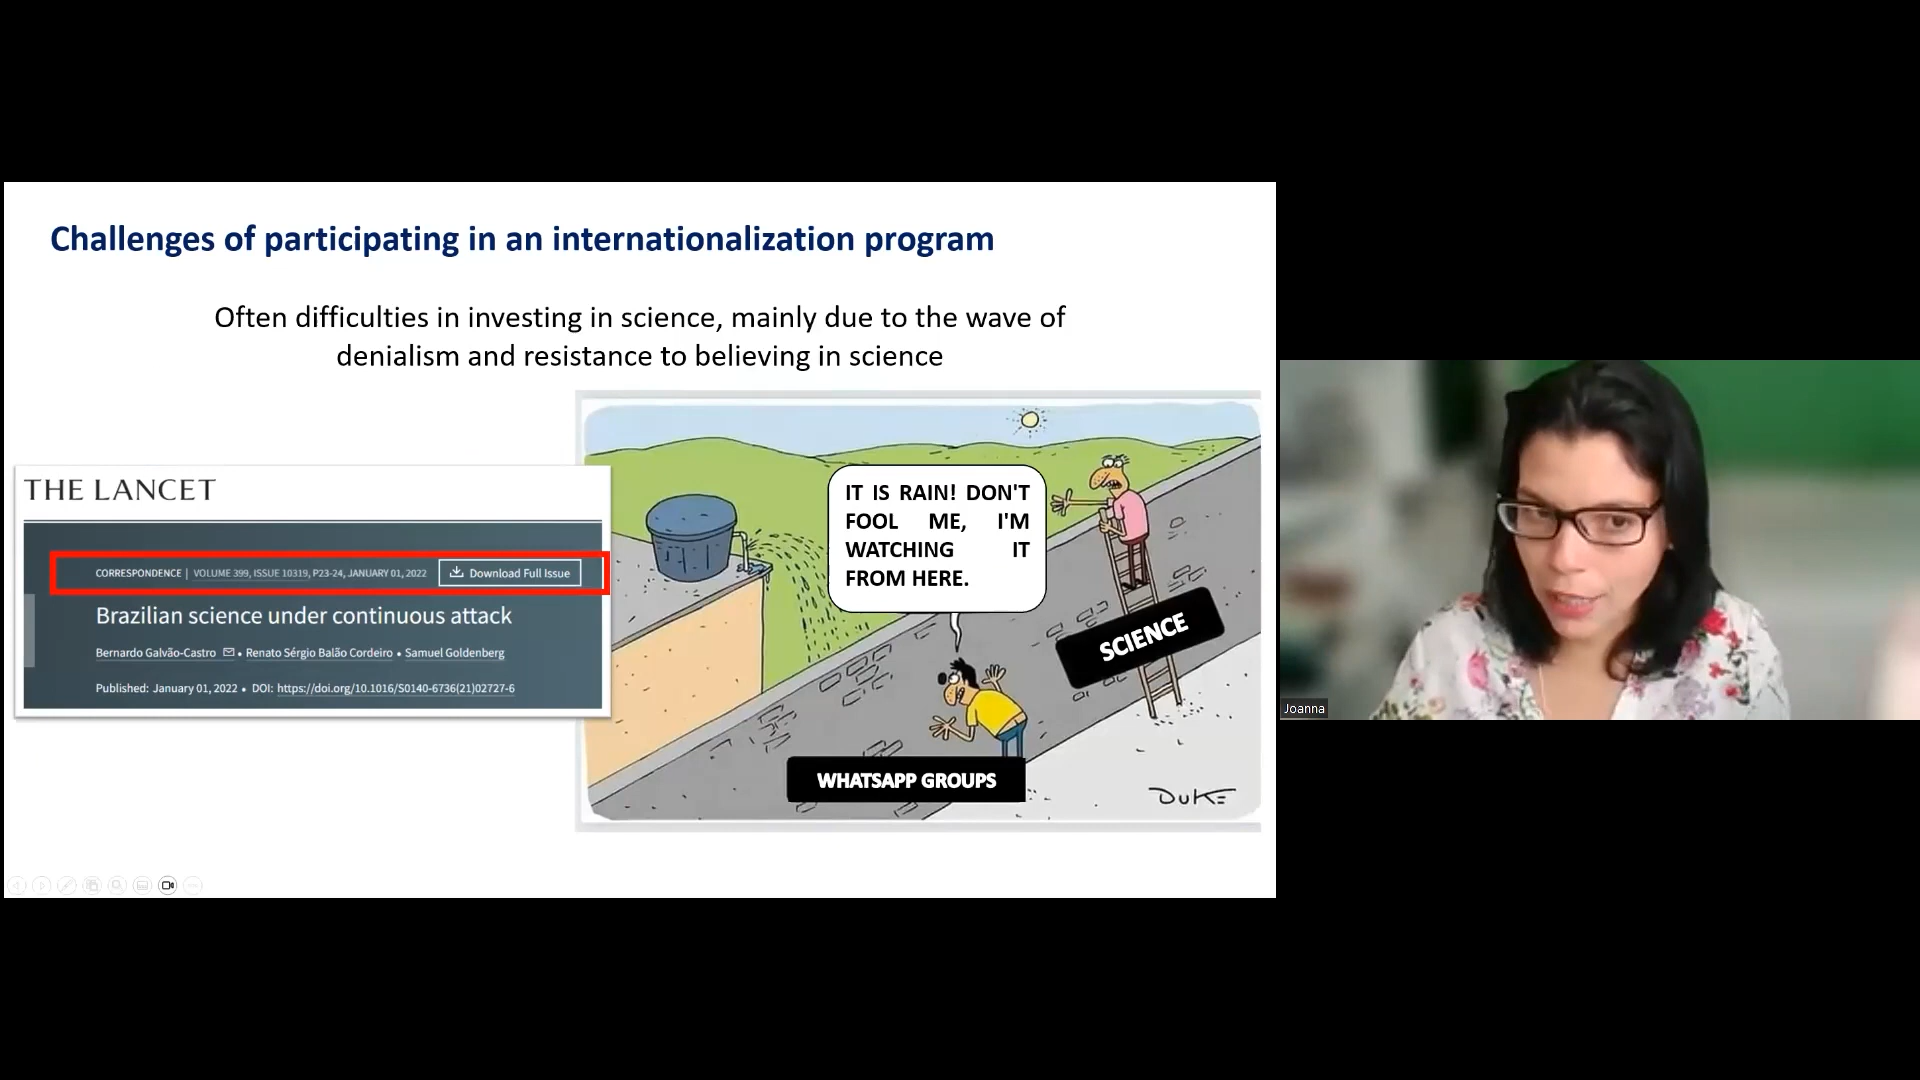 Challenges of participating in an internationalization program
Often difficulties in investing in science, mainly due to the wave of
denialism and resistance to believing in science
THE LANCET
CORRESPONDENCE | VOLUME 399, ISSUE 10319, P23-24, JANUARY 01, 2022 Download Full Issue
Brazilian science under continuous attack
Bernardo Galvão-Castro • Renato Sérgio Balão Cordeiro • Samuel Goldenberg
Published: January 01, 2022 • DOI: https://doi.org/10.1016/S0140-6736(21)02727-6
IT IS RAIN! DON'T
FOOL ME, I'M
WATCHING IT
FROM HERE.
SCIENCE
WHATSAPP GROUPS
DUKE
Joanna